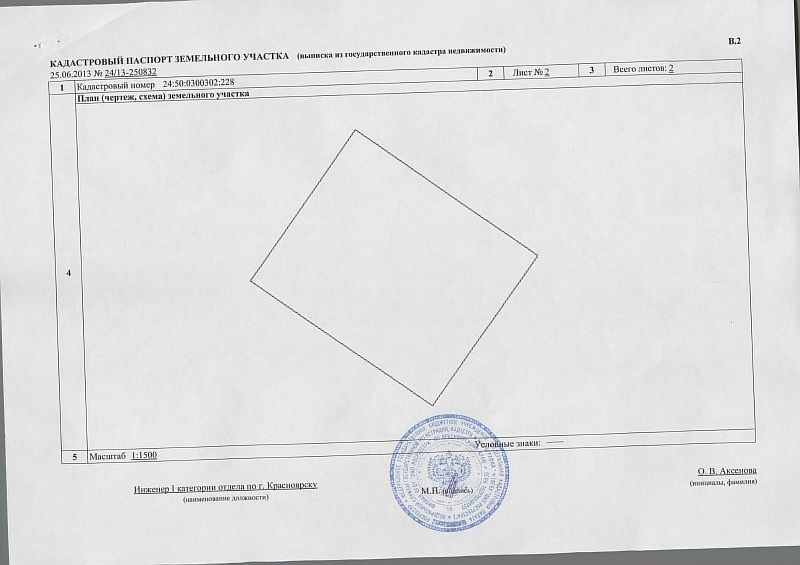 В.2
КАДАСТРОВЫЙ ПАСПОРТ ЗЕМЕЛЬНОГО УЧАСТКА (выписка из государственного кадастра недвижимости)
25.06.2013 № 24/13-250832
1 Кадастровый номер 24:50:0300302:228 2 Лист № 2 3 Всего листов: 2
План (чертеж, схема) земельного участка
4
Условные знаки:
5 Масштаб 1:1500
Инженер I категории отдела по г. Красноярску
(наименование должности)
М.П. (подпись)
О. В. Аксенова
(инициалы, фамилия)